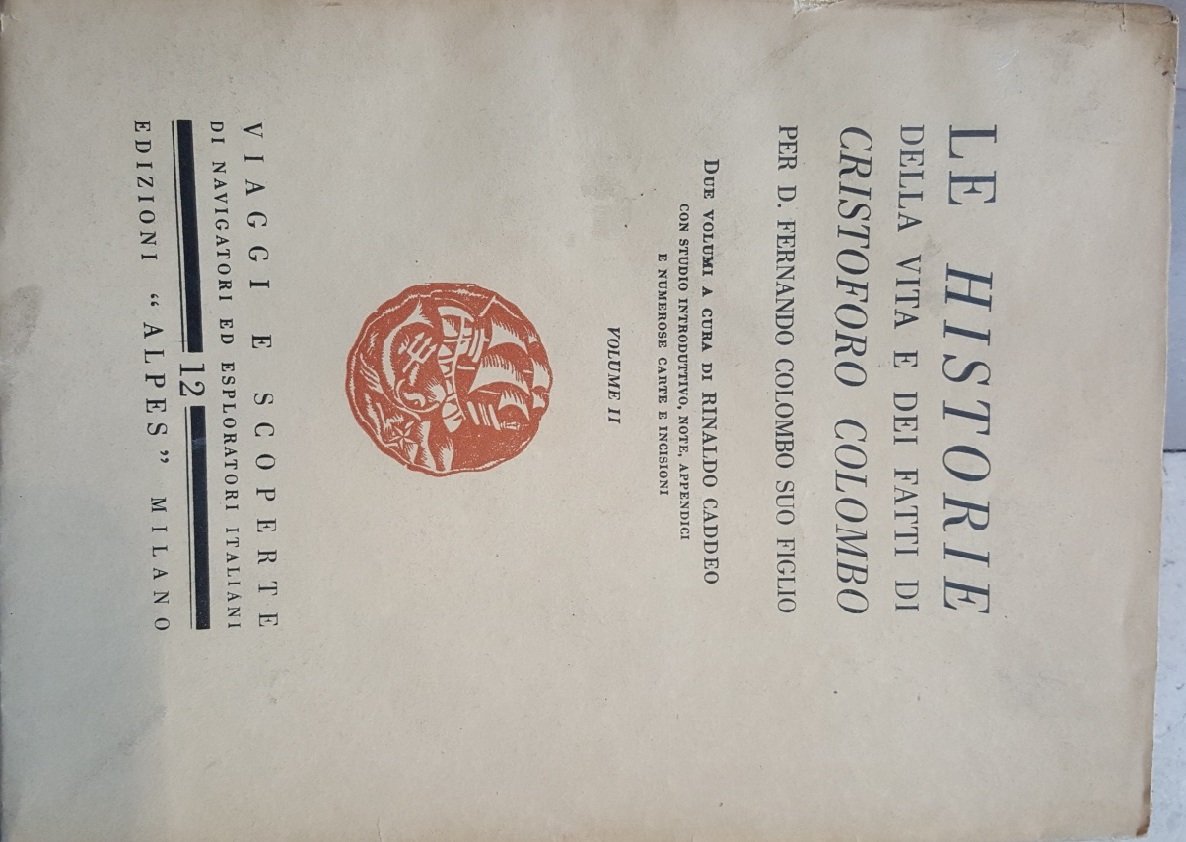 LE HISTORIE
DELLA VITA E DEI FATTI DI
CRISTOFORO COLOMBO
PER D. FERNANDO COLOMBO SUO FIGLIO
DUE VOLUMI A CURA DI RINALDO CADDEO
CON STUDIO INTRODUTTIVO, NOTE, APPENDICI
E NUMEROSE CARTE E INCISIONI
VOLUME II
VIAGGI E SCOPERTE
DI NAVIGATORI ED ESPLORATORI ITALIANI
12
EDIZIONI “ALPES” MILANO